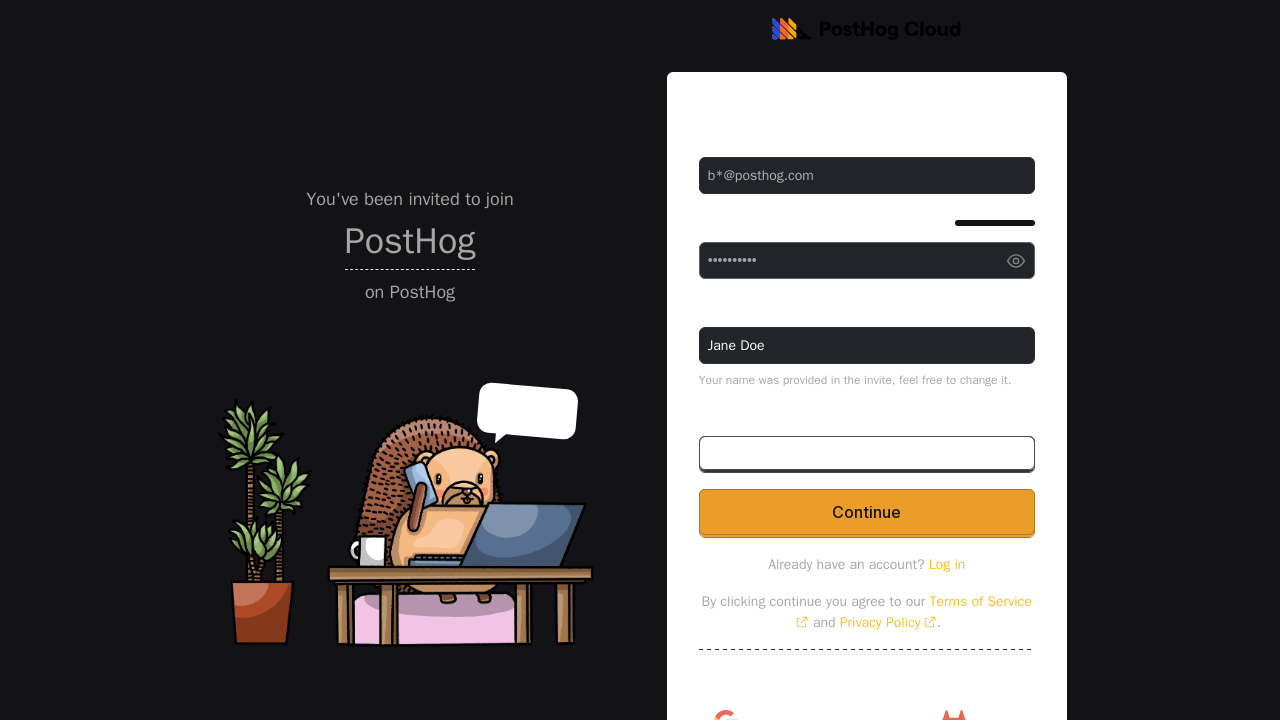 PostHog Cloud
You've been invited to join
PostHog
on PostHog
b*@posthog.com
••••••••••
Jane Doe
Your name was provided in the invite, feel free to change it.
Continue
Already have an account? Log in
By clicking continue you agree to our Terms of Service
and Privacy Policy .